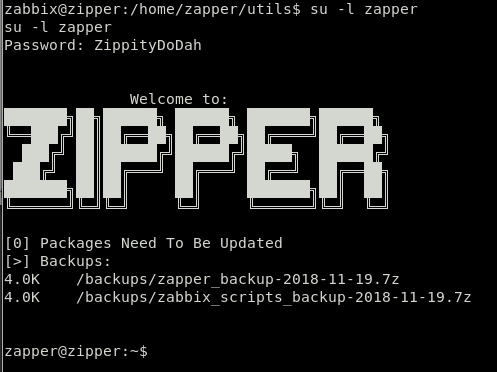 zabbix@zipper:/home/zapper/utils$ su -l zapper
su -l zapper
Password: ZippityDoDah
Welcome to:
ZIPPER
[0] Packages Need To Be Updated
[>] Backups:
4.0K    /backups/zapper_backup-2018-11-19.7z
4.0K    /backups/zabbix_scripts_backup-2018-11-19.7z
zapper@zipper:~$